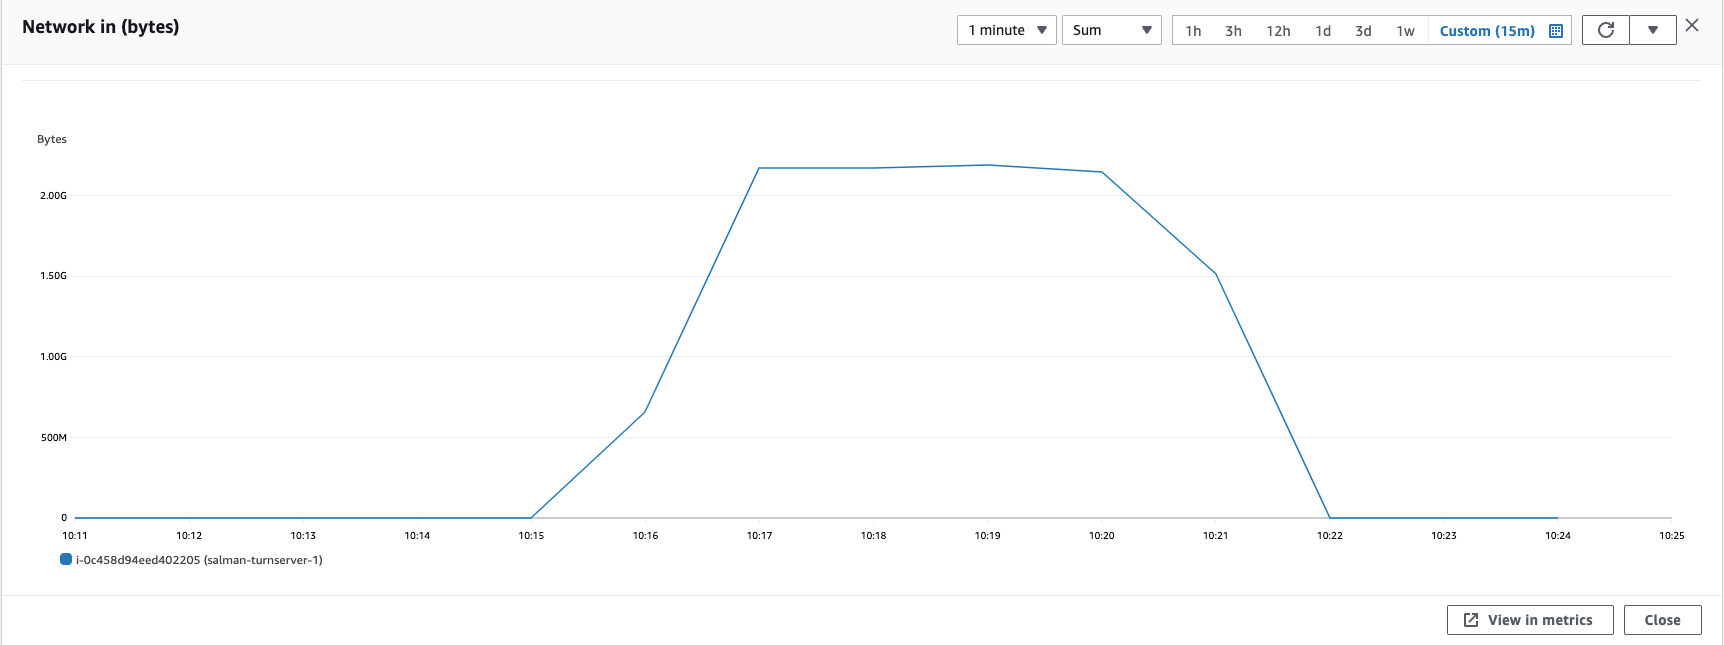 Network in (bytes)
1 minute
Sum
1h 3h 12h 1d 3d 1w Custom (15m)
Bytes
2.00G
1.50G
1.00G
500M
0
10:11 10:12 10:13 10:14 10:15 10:16 10:17 10:18 10:19 10:20 10:21 10:22 10:23 10:24 10:25
i-0c458d94eed402205 (salman-turnserver-1)
View in metrics
Close